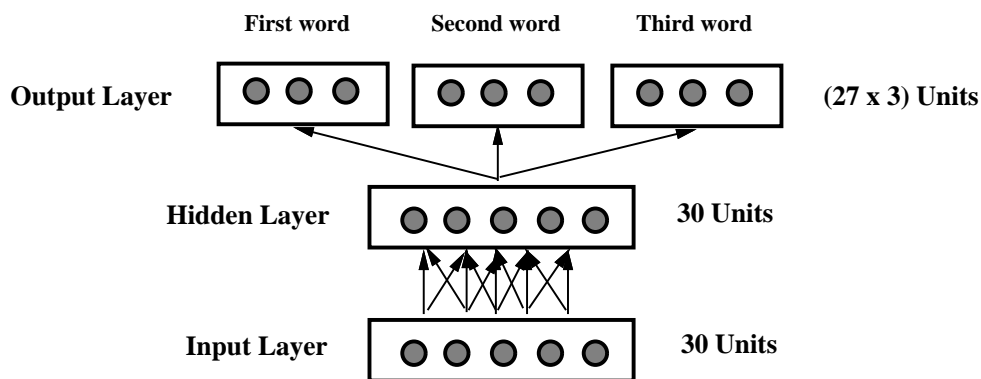 First word Second word Third word
Output Layer (27 x 3) Units
Hidden Layer 30 Units
Input Layer 30 Units